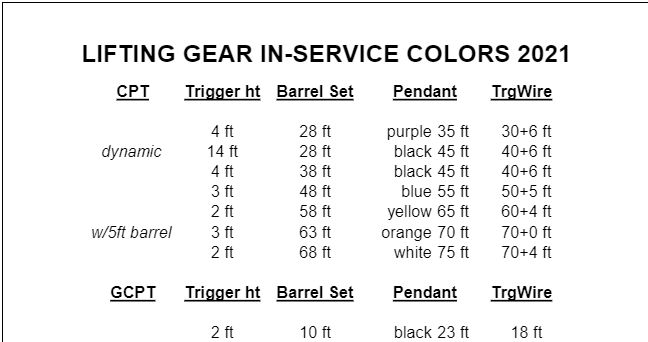 LIFTING GEAR IN-SERVICE COLORS 2021
CPT Trigger ht Barrel Set Pendant TrgWire
4 ft 28 ft purple 35 ft 30+6 ft
dynamic 14 ft 28 ft black 45 ft 40+6 ft
4 ft 38 ft black 45 ft 40+6 ft
3 ft 48 ft blue 55 ft 50+5 ft
2 ft 58 ft yellow 65 ft 60+4 ft
w/5ft barrel 3 ft 63 ft orange 70 ft 70+0 ft
2 ft 68 ft white 75 ft 70+4 ft
GCPT Trigger ht Barrel Set Pendant TrgWire
2 ft 10 ft black 23 ft 18 ft